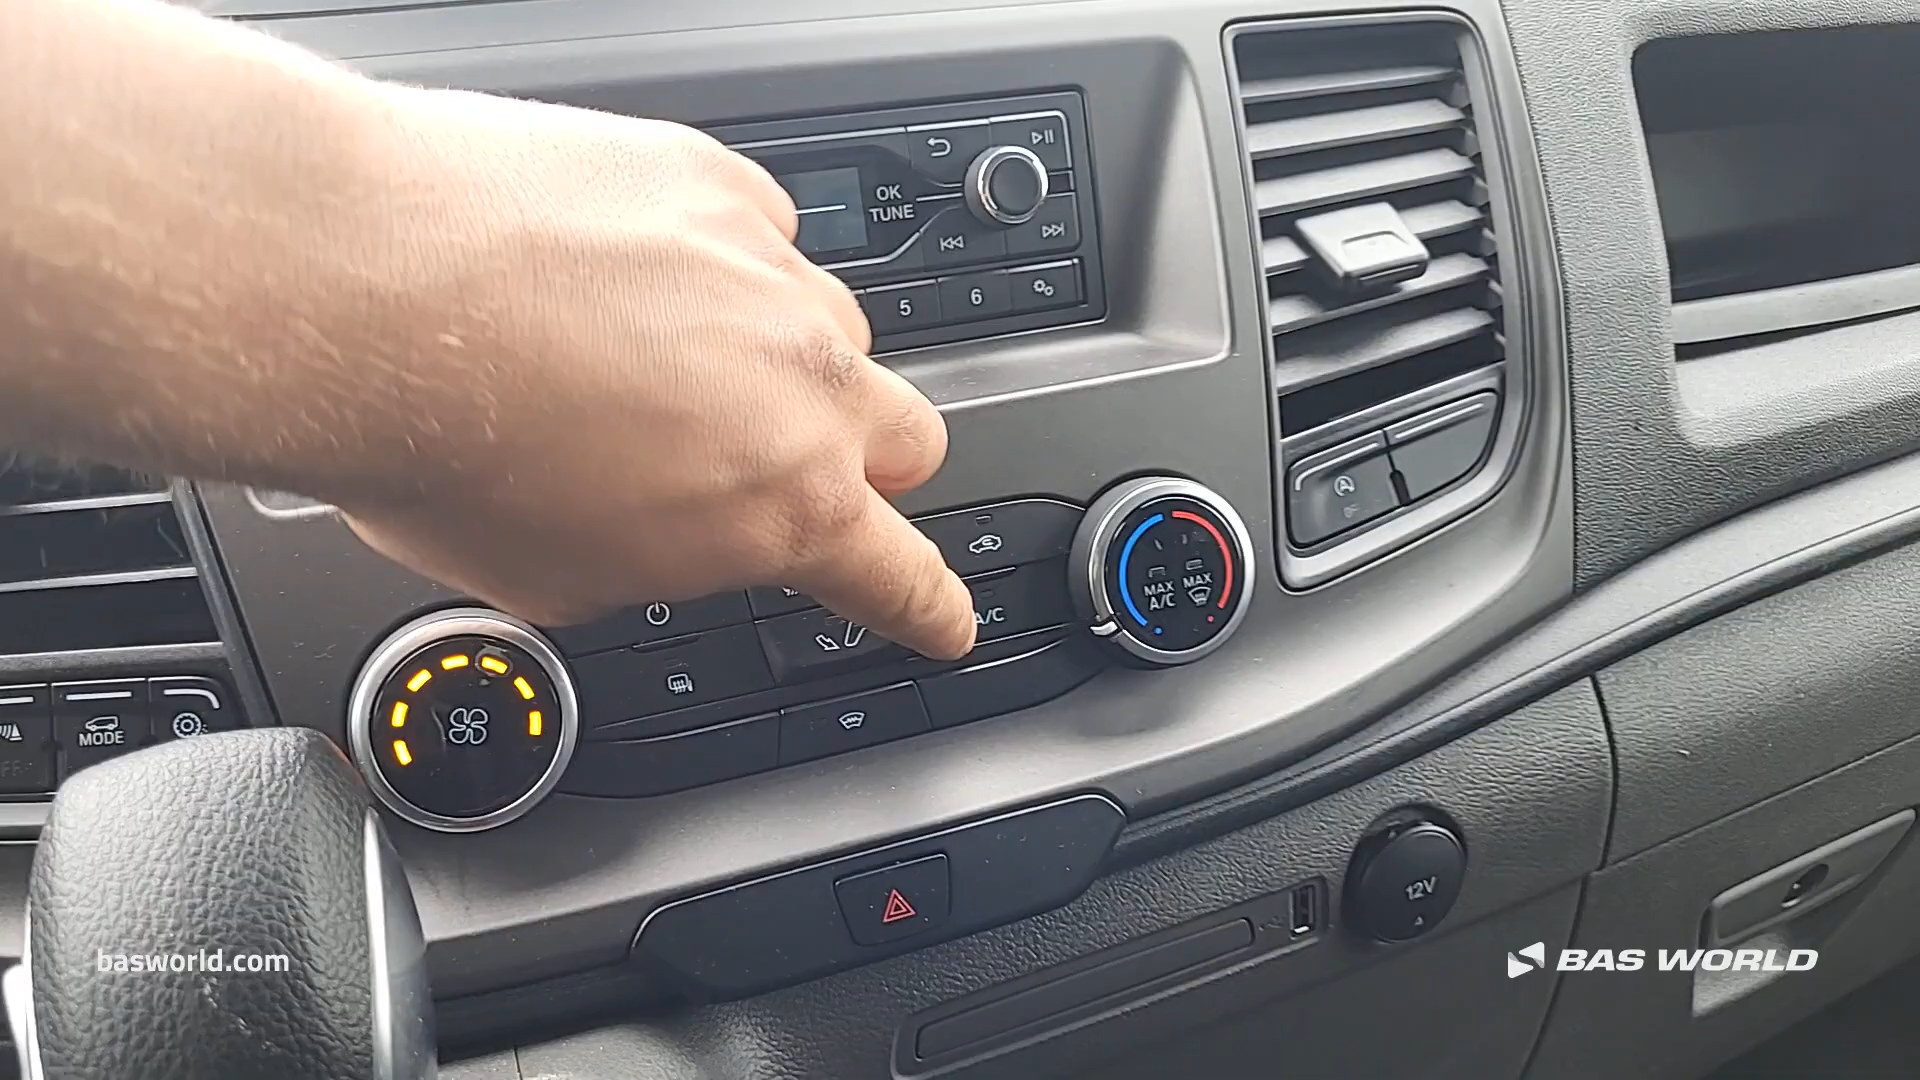 OK
TUNE
5
6
A/C
MAX
A/C
MAX
MODE
12V
basworld.com
BAS WORLD